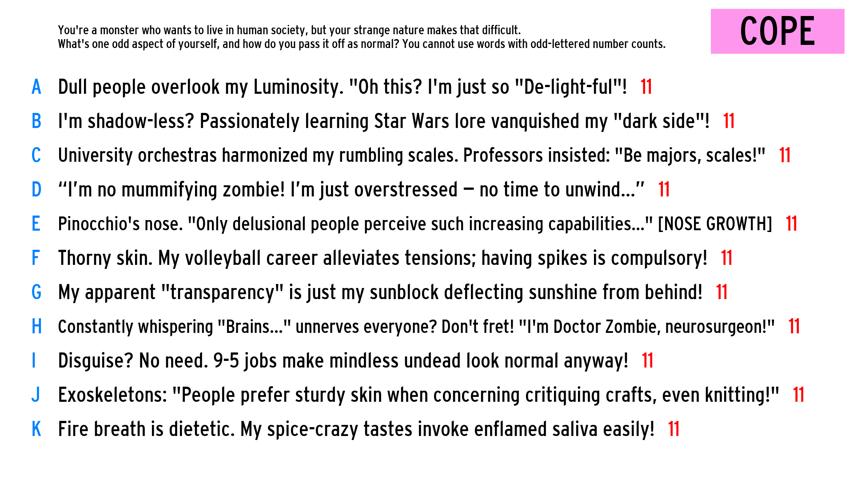 You're a monster who wants to live in human society, but your strange nature makes that difficult.
What's one odd aspect of yourself, and how do you pass it off as normal? You cannot use words with odd-lettered number counts.
COPE
A Dull people overlook my Luminosity. "Oh this? I'm just so "De-light-ful"! 11
B I'm shadow-less? Passionately learning Star Wars lore vanquished my "dark side"! 11
C University orchestras harmonized my rumbling scales. Professors insisted: "Be majors, scales!" 11
D “I’m no mummifying zombie! I’m just overstressed – no time to unwind...” 11
E Pinocchio's nose. "Only delusional people perceive such increasing capabilities..." [NOSE GROWTH] 11
F Thorny skin. My volleyball career alleviates tensions; having spikes is compulsory! 11
G My apparent "transparency" is just my sunblock deflecting sunshine from behind! 11
H Constantly whispering "Brains..." unnerves everyone? Don't fret! "I'm Doctor Zombie, neurosurgeon!" 11
I Disguise? No need. 9-5 jobs make mindless undead look normal anyway! 11
J Exoskeletons: "People prefer sturdy skin when concerning critiquing crafts, even knitting!" 11
K Fire breath is dietetic. My spice-crazy tastes invoke enflamed saliva easily! 11